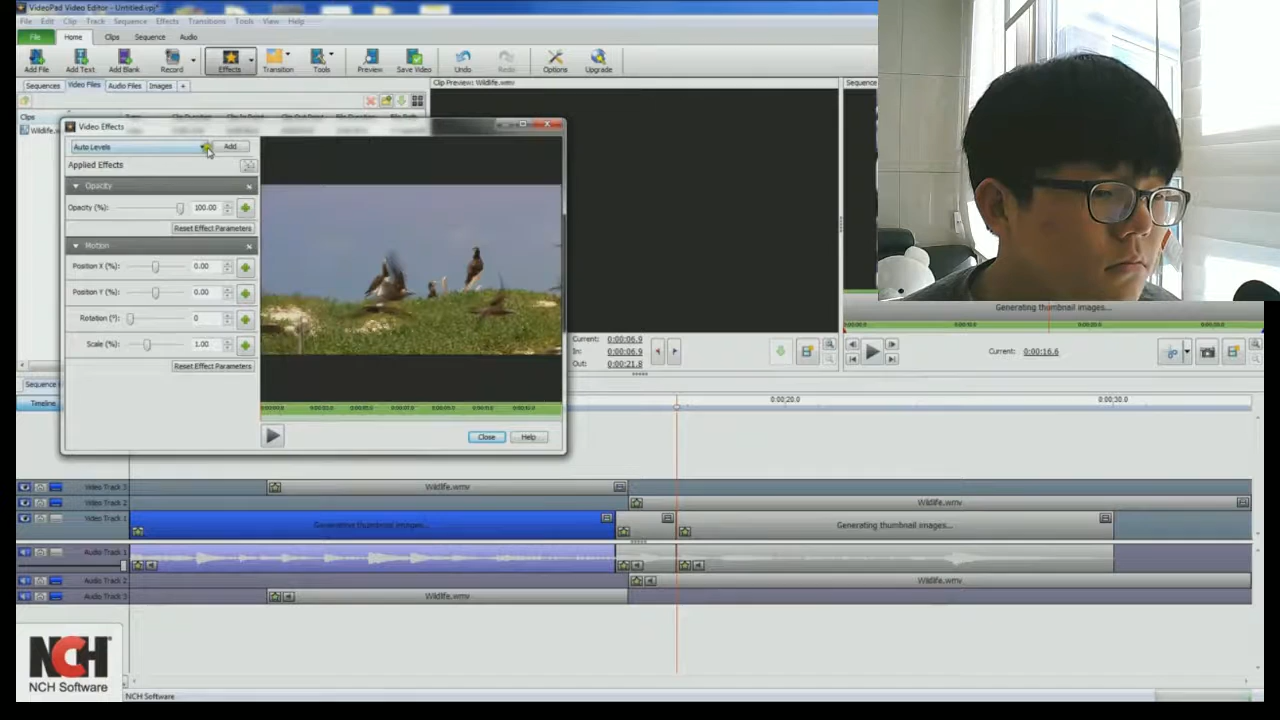 VideoPad Video Editor - Untitled.vpj*
File Edit Clip Track Sequence Effects Transitions Tools View Help
File Home Clips Sequence Audio
Add File Add Text Add Blank Record Effects Transition Tools Preview Save Video Undo Redo Options Upgrade
Sequences Video Files Audio Files Images +
Clip Preview: Wildlife.wmv
Sequence
Clips
Wildlife.w
Video Effects
Auto Levels Add
Applied Effects
Opacity
Opacity (%): 100.00
Reset Effect Parameters
Motion
Position X (%): 0.00
Position Y (%): 0.00
Rotation (°): 0
Scale (%): 1.00
Reset Effect Parameters
Close Help
Generating thumbnail images...
Current: 0:00:06.9
In: 0:00:06.9
Out: 0:00:21.8
Current: 0:00:16.6
Sequence
Timeline
0:00:20.0 0:00:30.0
Video Track 3 Wildlife.wmv
Video Track 2 Wildlife.wmv
Video Track 1 Generating thumbnail images... Generating thumbnail images...
Audio Track 1
Audio Track 2 Wildlife.wmv
Audio Track 3 Wildlife.wmv
NCH
NCH Software
NCH Software